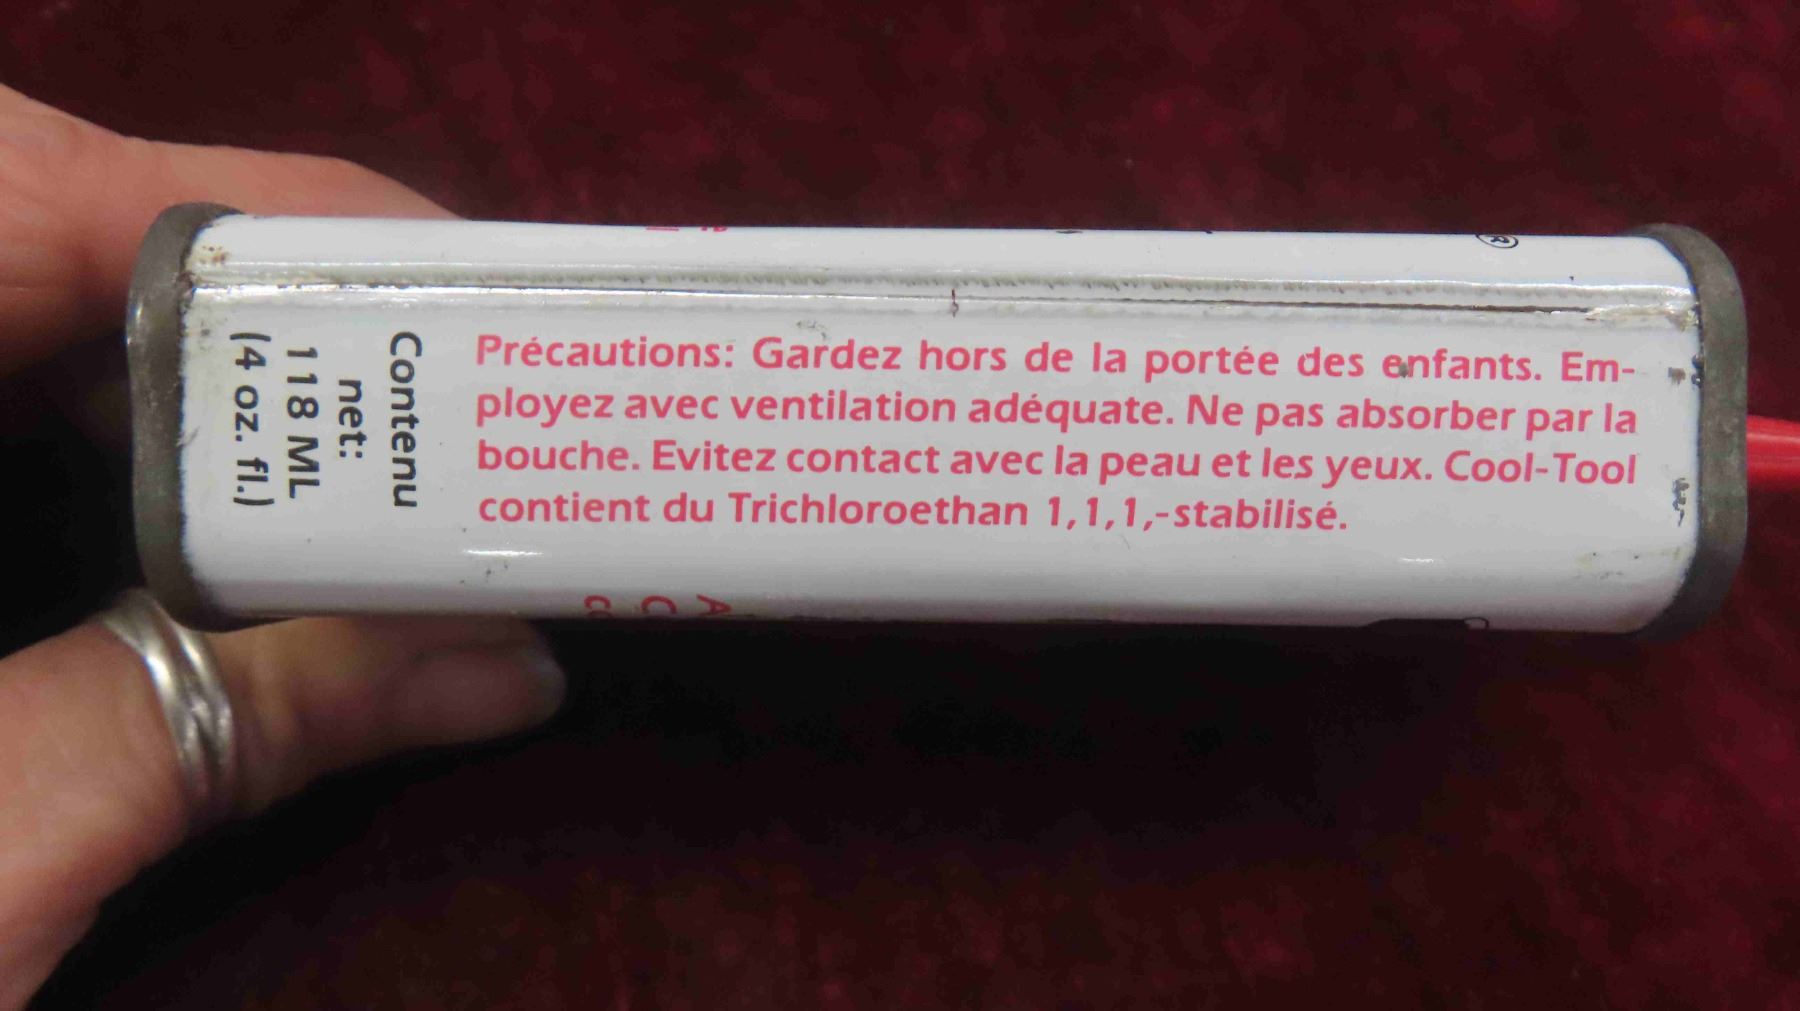 ®
Précautions: Gardez hors de la portée des enfants. Em-
ployez avec ventilation adéquate. Ne pas absorber par la
bouche. Evitez contact avec la peau et les yeux. Cool-Tool
contient du Trichloroethan 1,1,1,-stabilisé.
Contenu
net:
118 ML
(4 oz. fl.)